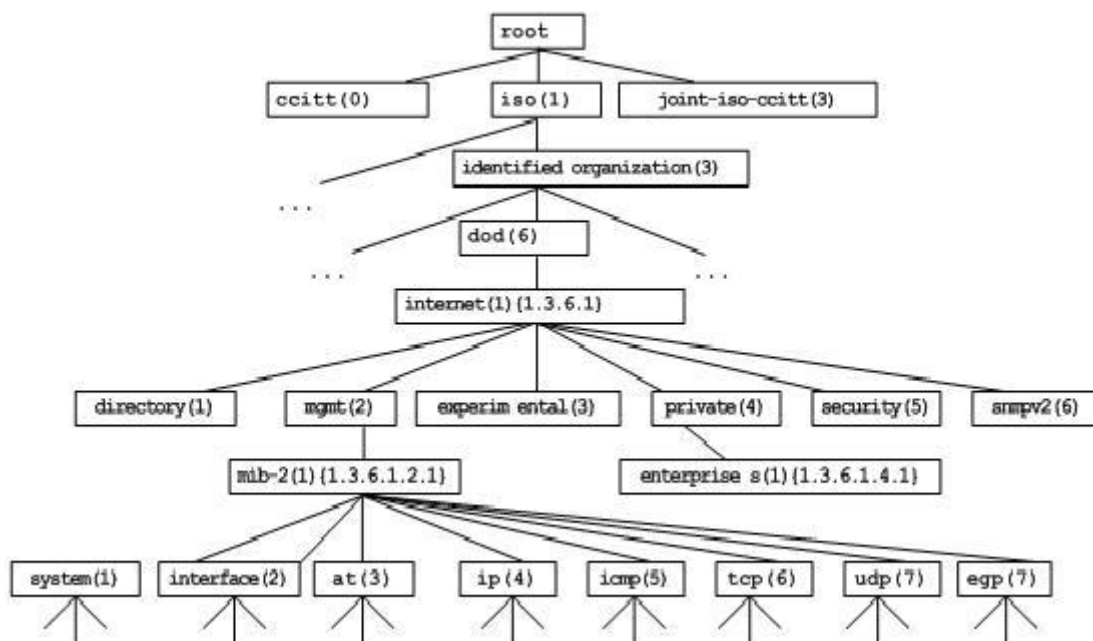 root
ccitt(0) iso(1) joint-iso-ccitt(3)
identified organization(3)
...
dod(6)
... ...
internet(1){1.3.6.1}
directory(1) mgmt(2) experim ental(3) private(4) security(5) snmpv2(6)
mib-2(1){1.3.6.1.2.1} enterprise s(1){1.3.6.1.4.1}
system(1) interface(2) at(3) ip(4) icmp(5) tcp(6) udp(7) egp(7)